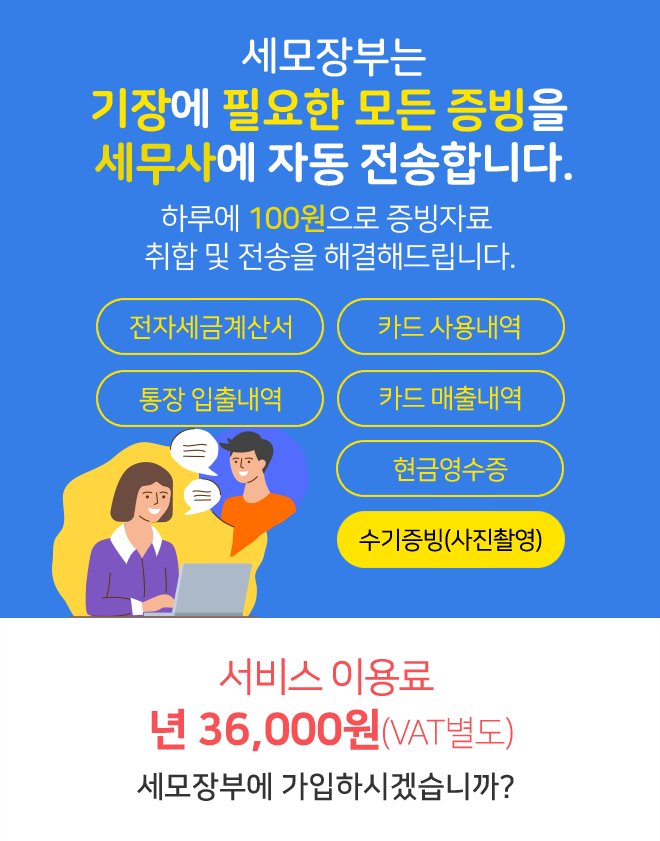 세모장부는
기장에 필요한 모든 증빙을
세무사에 자동 전송합니다.
하루에 100원으로 증빙자료
취합 및 전송을 해결해드립니다.
전자세금계산서
카드 사용내역
통장 입출내역
카드 매출내역
현금영수증
수기증빙(사진촬영)
서비스 이용료
년 36,000원(VAT별도)
세모장부에 가입하시겠습니까?